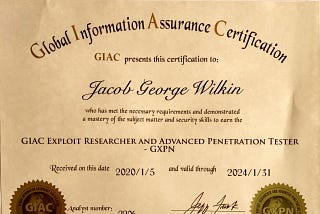 Global Information Assurance Certification
GIAC presents this certification to:
Jacob George Wilkin
who has met the necessary requirements and demonstrated
a mastery of the subject matter and security skills to earn the
GIAC Exploit Researcher and Advanced Penetration Tester
- GXPN
Received on this date 2020/1/5 and valid through 2024/1/31
GIAC
Analyst number: